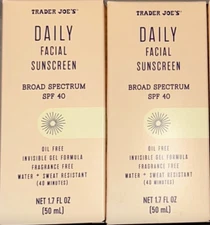 TRADER JOE'S
DAILY
FACIAL
SUNSCREEN
BROAD SPECTRUM
SPF 40
OIL FREE
INVISIBLE GEL FORMULA
FRAGRANCE FREE
WATER + SWEAT RESISTANT
(40 MINUTES)
NET 1.7 FL OZ
(50 mL)
TRADER JOE'S
DAILY
FACIAL
SUNSCREEN
BROAD SPECTRUM
SPF 40
OIL FREE
INVISIBLE GEL FORMULA
FRAGRANCE FREE
WATER + SWEAT RESISTANT
(40 MINUTES)
NET 1.7 FL OZ
(50 mL)